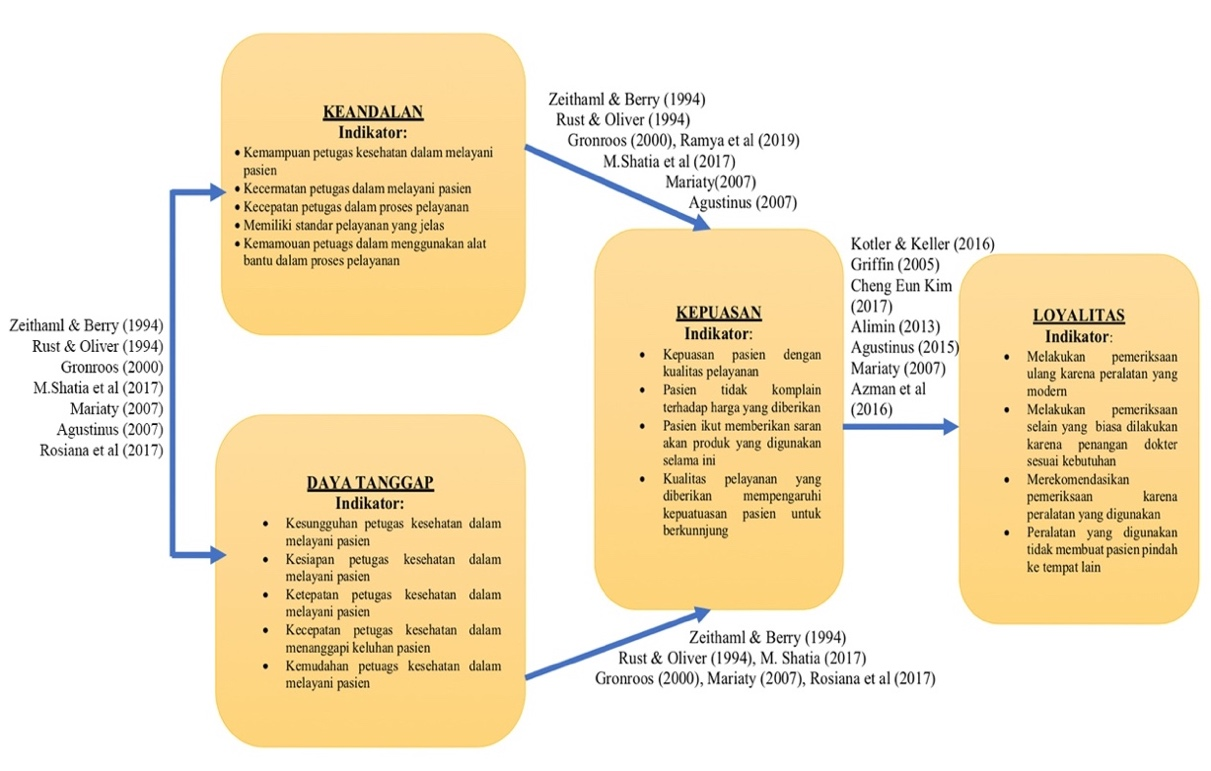 KEANDALAN
Indikator:
• Kemampuan petugas kesehatan dalam melayani
pasien
• Kecermatan petugas dalam melayani pasien
• Kecepatan petugas dalam proses pelayanan
• Memiliki standar pelayanan yang jelas
• Kemamouan petuags dalam menggunakan alat
bantu dalam proses pelayanan
Zeithaml & Berry (1994)
Rust & Oliver (1994)
Gronroos (2000), Ramya et al (2019)
M.Shatia et al (2017)
Mariaty(2007)
Agustinus (2007)
Zeithaml & Berry (1994)
Rust & Oliver (1994)
Gronroos (2000)
M.Shatia et al (2017)
Mariaty (2007)
Agustinus (2007)
Rosiana et al (2017)
DAYA TANGGAP
Indikator:
• Kesungguhan petugas kesehatan dalam
melayani pasien
• Kesiapan petugas kesehatan dalam
melayani pasien
• Ketepatan petugas kesehatan dalam
melayani pasien
• Kecepatan petugas kesehatan dalam
menanggapi keluhan pasien
• Kemudahan petuags kesehatan dalam
melayani pasien
KEPUASAN
Indikator:
• Kepuasan pasien dengan
kualitas pelayanan
• Pasien tidak komplain
terhadap harga yang diberikan
• Pasien ikut memberikan saran
akan produk yang digunakan
selama ini
• Kualitas pelayanan yang
diberikan mempengaruhi
kepuatuasan pasien untuk
berkunnjung
Zeithaml & Berry (1994)
Rust & Oliver (1994), M. Shatia (2017)
Gronroos (2000), Mariaty (2007), Rosiana et al (2017)
Kotler & Keller (2016)
Griffin (2005)
Cheng Eun Kim
(2017)
Alimin (2013)
Agustinus (2015)
Mariaty (2007)
Azman et al
(2016)
LOYALITAS
Indikator:
• Melakukan pemeriksaan
ulang karena peralatan yang
modern
• Melakukan pemeriksaan
selain yang biasa dilakukan
karena penangan dokter
sesuai kebutuhan
• Merekomendasikan
pemeriksaan karena
peralatan yang digunakan
• Peralatan yang digunakan
tidak membuat pasien pindah
ke tempat lain